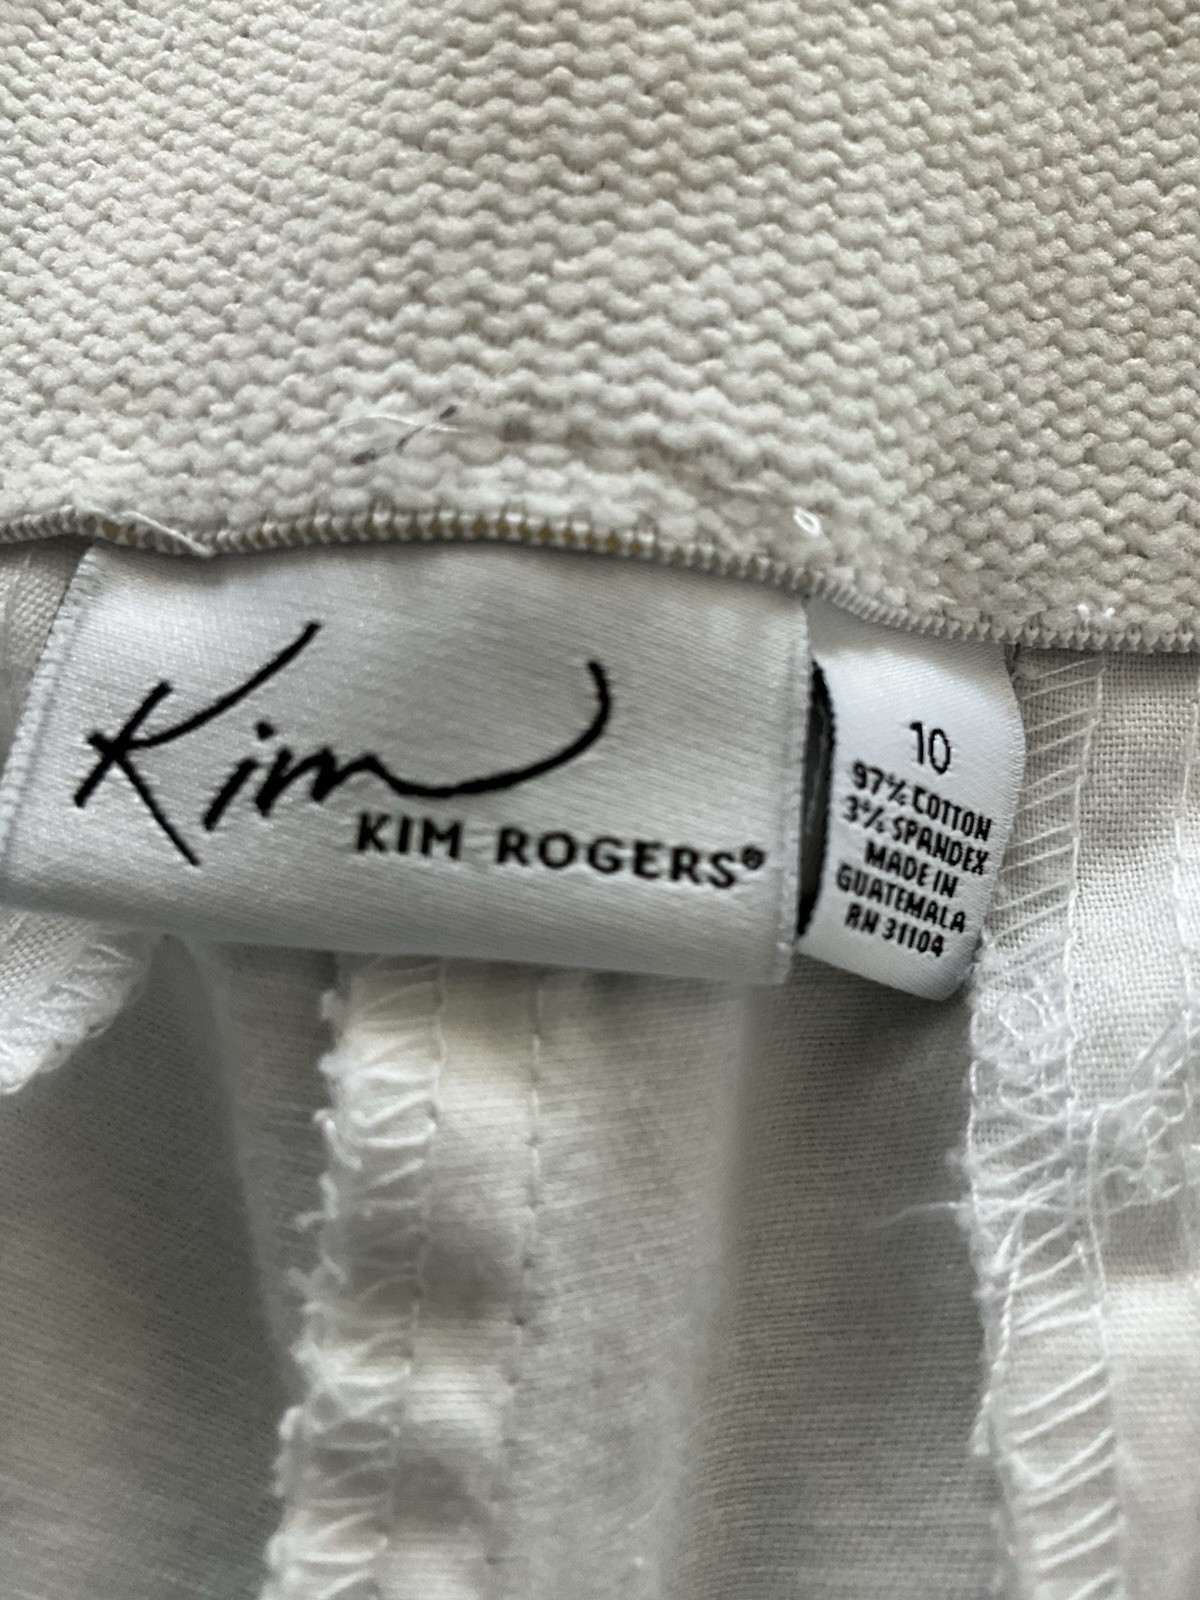 Kim
KIM ROGERS®
10
97% COTTON
3% SPANDEX
MADE IN
GUATEMALA
RN 31104